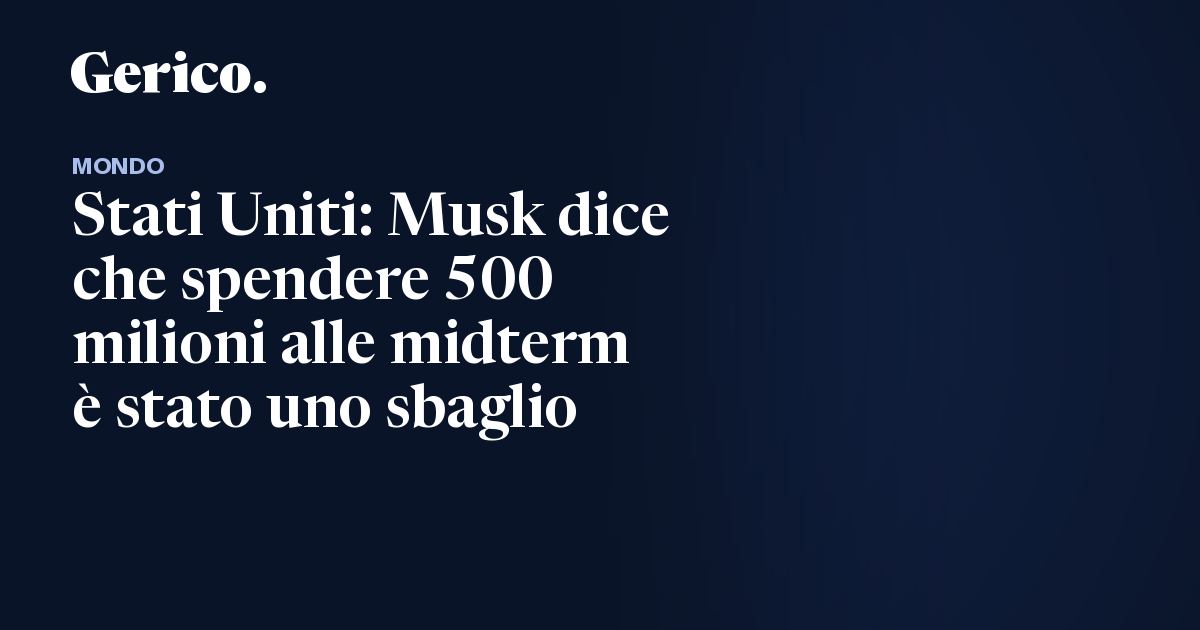 Gerico.
MONDO
Stati Uniti: Musk dice
che spendere 500
milioni alle midterm
è stato uno sbaglio